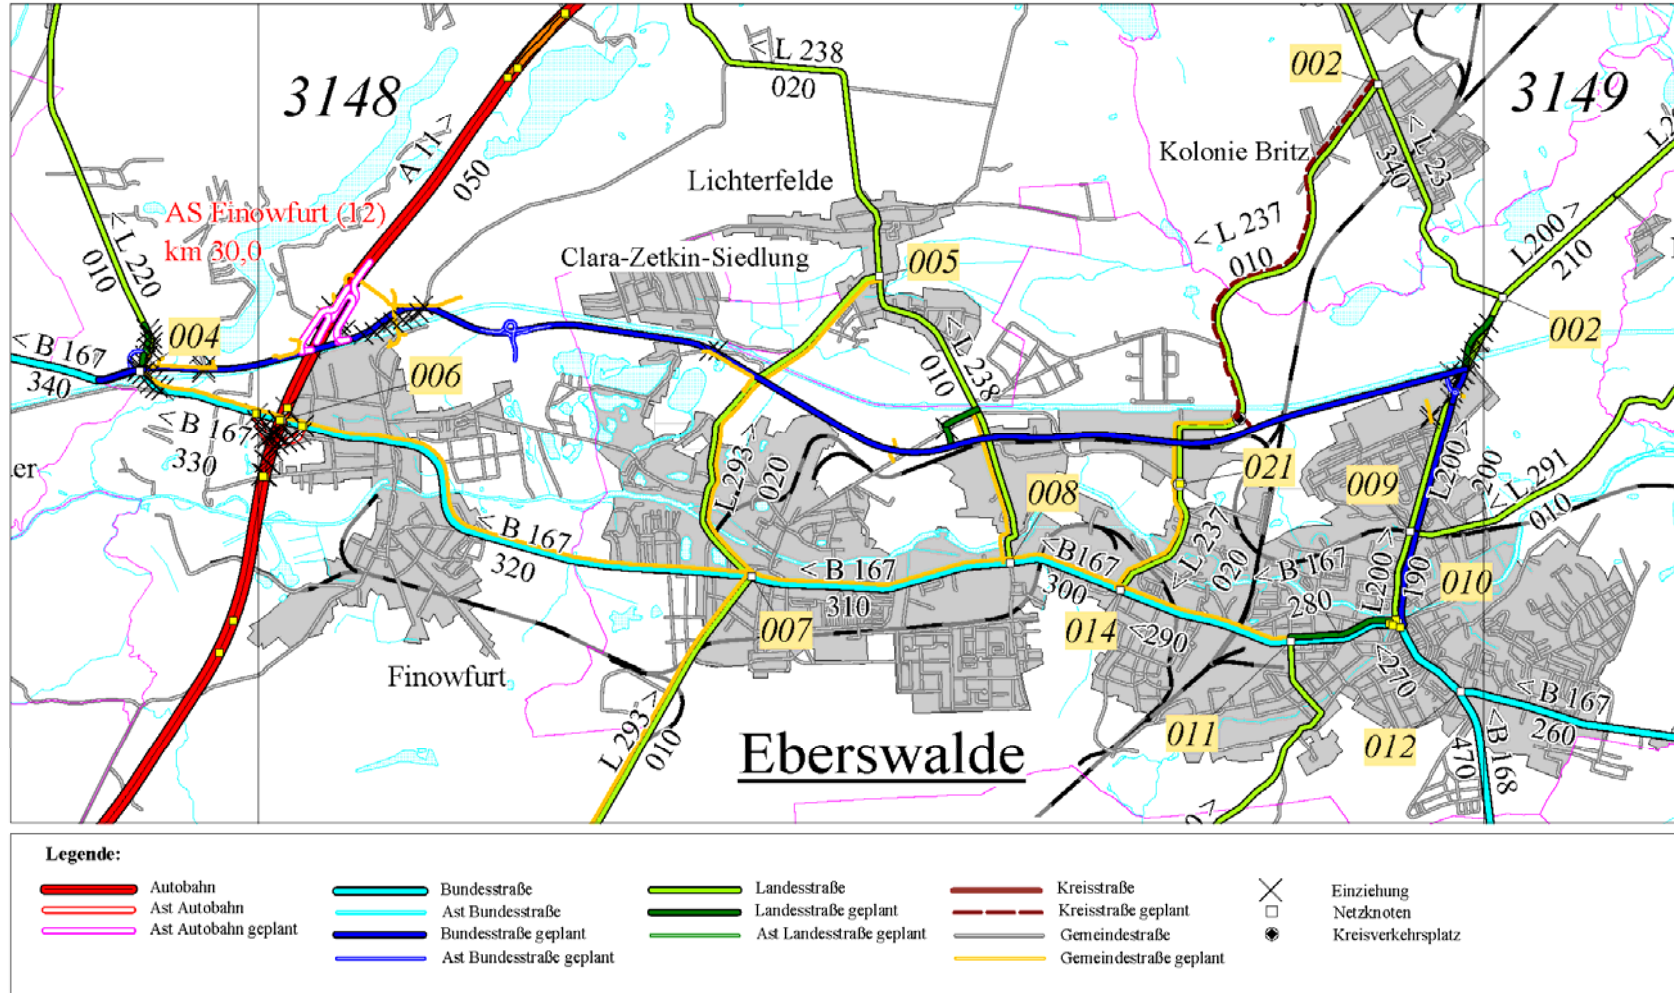 < L 238
020
002
3148
3149
A 11 >
050
< L 23
340
Kolonie Britz
Lichterfelde
AS Finowfurt (12)
km 30,0
< L 220
010
< L 237
010
L200 >
210
Clara-Zetkin-Siedlung
005
004
002
< B 167
340
006
< L 238
010
< B 167
330
L 293 >
020
021
008
009
L200 >
200
< L 291
010
< B 167
320
< B 167
310
<B167
300
< L 237
020
< B 167
280
L200 >
190
010
007
014
<290
<270
Finowfurt
L 293 >
010
011
012
< B 167
260
<B 168
470
Eberswalde
Legende:
Autobahn
Ast Autobahn
Ast Autobahn geplant
Bundesstraße
Ast Bundesstraße
Bundesstraße geplant
Ast Bundesstraße geplant
Landesstraße
Landesstraße geplant
Ast Landesstraße geplant
Kreisstraße
Kreisstraße geplant
Gemeindestraße
Gemeindestraße geplant
Einziehung
Netzknoten
Kreisverkehrsplatz